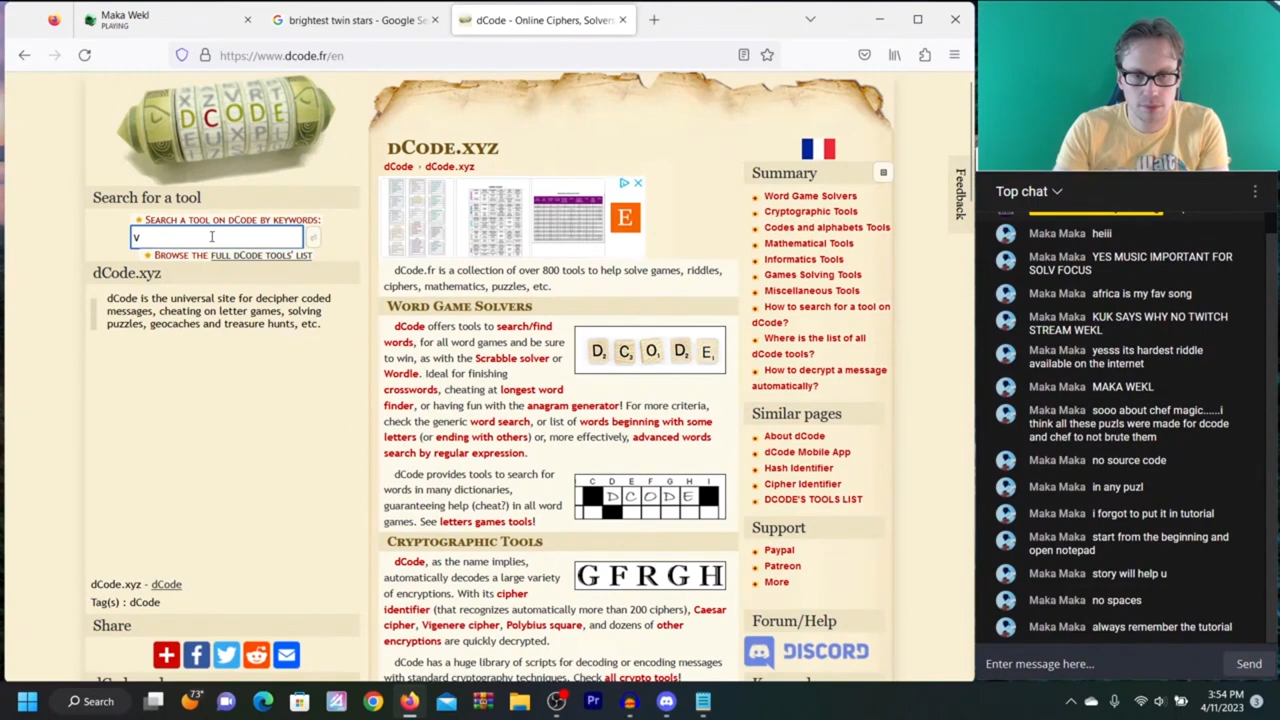 Maka Wekl
PLAYING
brightest twin stars - Google Se
dCode - Online Ciphers, Solvers
https://www.dcode.fr/en
DCODE
Search for a tool
SEARCH A TOOL ON DCODE BY KEYWORDS:
v
BROWSE THE FULL DCODE TOOLS' LIST
dCode.xyz
dCode is the universal site for decipher coded
messages, cheating on letter games, solving
puzzles, geocaches and treasure hunts, etc.
dCode.xyz - dCode
Tag(s) : dCode
Share
DCODE.XYZ
dCode › dCode.xyz
E
dCode.fr is a collection of over 800 tools to help solve games, riddles,
ciphers, mathematics, puzzles, etc.
WORD GAME SOLVERS
dCode offers tools to search/find
words, for all word games and be sure
to win, as with the Scrabble solver or
Wordle. Ideal for finishing
crosswords, cheating at longest word
finder, or having fun with the anagram generator! For more criteria,
check the generic word search, or list of words beginning with some
letters (or ending with others) or, more effectively, advanced words
search by regular expression.
D2 C3 O1 D2 E1
dCode provides tools to search for
words in many dictionaries,
guaranteeing help (cheat?) in all word
games. See letters games tools!
C D E F G H I
D C O D E
CRYPTOGRAPHIC TOOLS
dCode, as the name implies,
automatically decodes a large variety
of encryptions. With its cipher
identifier (that recognizes automatically more than 200 ciphers), Caesar
cipher, Vigenere cipher, Polybius square, and dozens of other
encryptions are quickly decrypted.
G F R G H
dCode has a huge library of scripts for decoding or encoding messages
with standard cryptography techniques. Check all crypto tools!
Summary
Word Game Solvers
Cryptographic Tools
Codes and alphabets Tools
Mathematical Tools
Informatics Tools
Games Solving Tools
Miscellaneous Tools
How to search for a tool on
dCode?
Where is the list of all
dCode tools?
How to decrypt a message
automatically?
Similar pages
About dCode
dCode Mobile App
Hash Identifier
Cipher Identifier
DCODE'S TOOLS LIST
Support
Paypal
Patreon
More
Forum/Help
DISCORD
Feedback
Top chat
Maka Maka heiii
Maka Maka YES MUSIC IMPORTANT FOR
SOLV FOCUS
Maka Maka africa is my fav song
Maka Maka KUK SAYS WHY NO TWITCH
STREAM WEKL
Maka Maka yesss its hardest riddle
available on the internet
Maka Maka MAKA WEKL
Maka Maka sooo about chef magic......i
think all these puzls were made for dcode
and chef to not brute them
Maka Maka no source code
Maka Maka in any puzl
Maka Maka i forgot to put it in tutorial
Maka Maka start from the beginning and
open notepad
Maka Maka story will help u
Maka Maka no spaces
Maka Maka always remember the tutorial
Enter message here...
Send
Search
73°
Pr
3:54 PM
4/11/2023
3